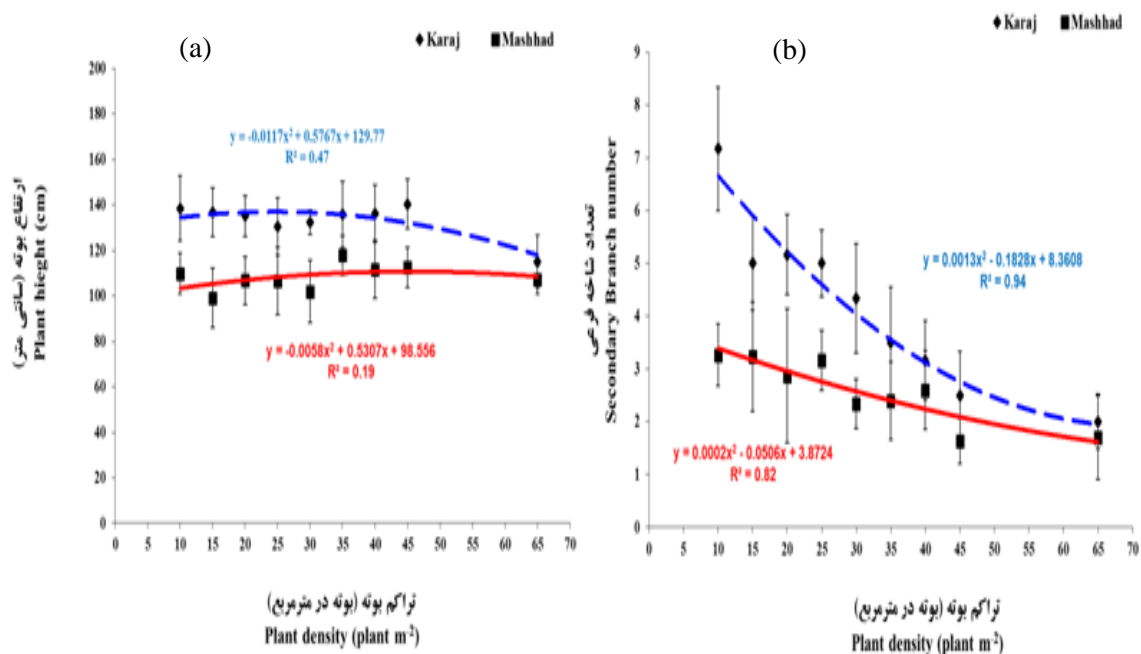 (a)
Karaj
Mashhad
200
180
160
140
120
100
80
60
40
20
0
ارتفاع بوته (سانتی متر)
Plant hieght (cm)
y = -0.0117x² + 0.5767x + 129.77
R² = 0.47
y = -0.0058x² + 0.5307x + 98.556
R² = 0.19
0 5 10 15 20 25 30 35 40 45 50 55 60 65 70
تراکم بوته (بوته در مترمربع)
Plant density (plant m⁻²)
(b)
Karaj
Mashhad
9
8
7
6
5
4
3
2
1
0
تعداد شاخه فرعی
Secondary Branch number
y = 0.0013x² - 0.1828x + 8.3608
R² = 0.94
y = 0.0002x² - 0.0506x + 3.8724
R² = 0.82
0 5 10 15 20 25 30 35 40 45 50 55 60 65 70
تراکم بوته (بوته در مترمربع)
Plant density (plant m⁻²)